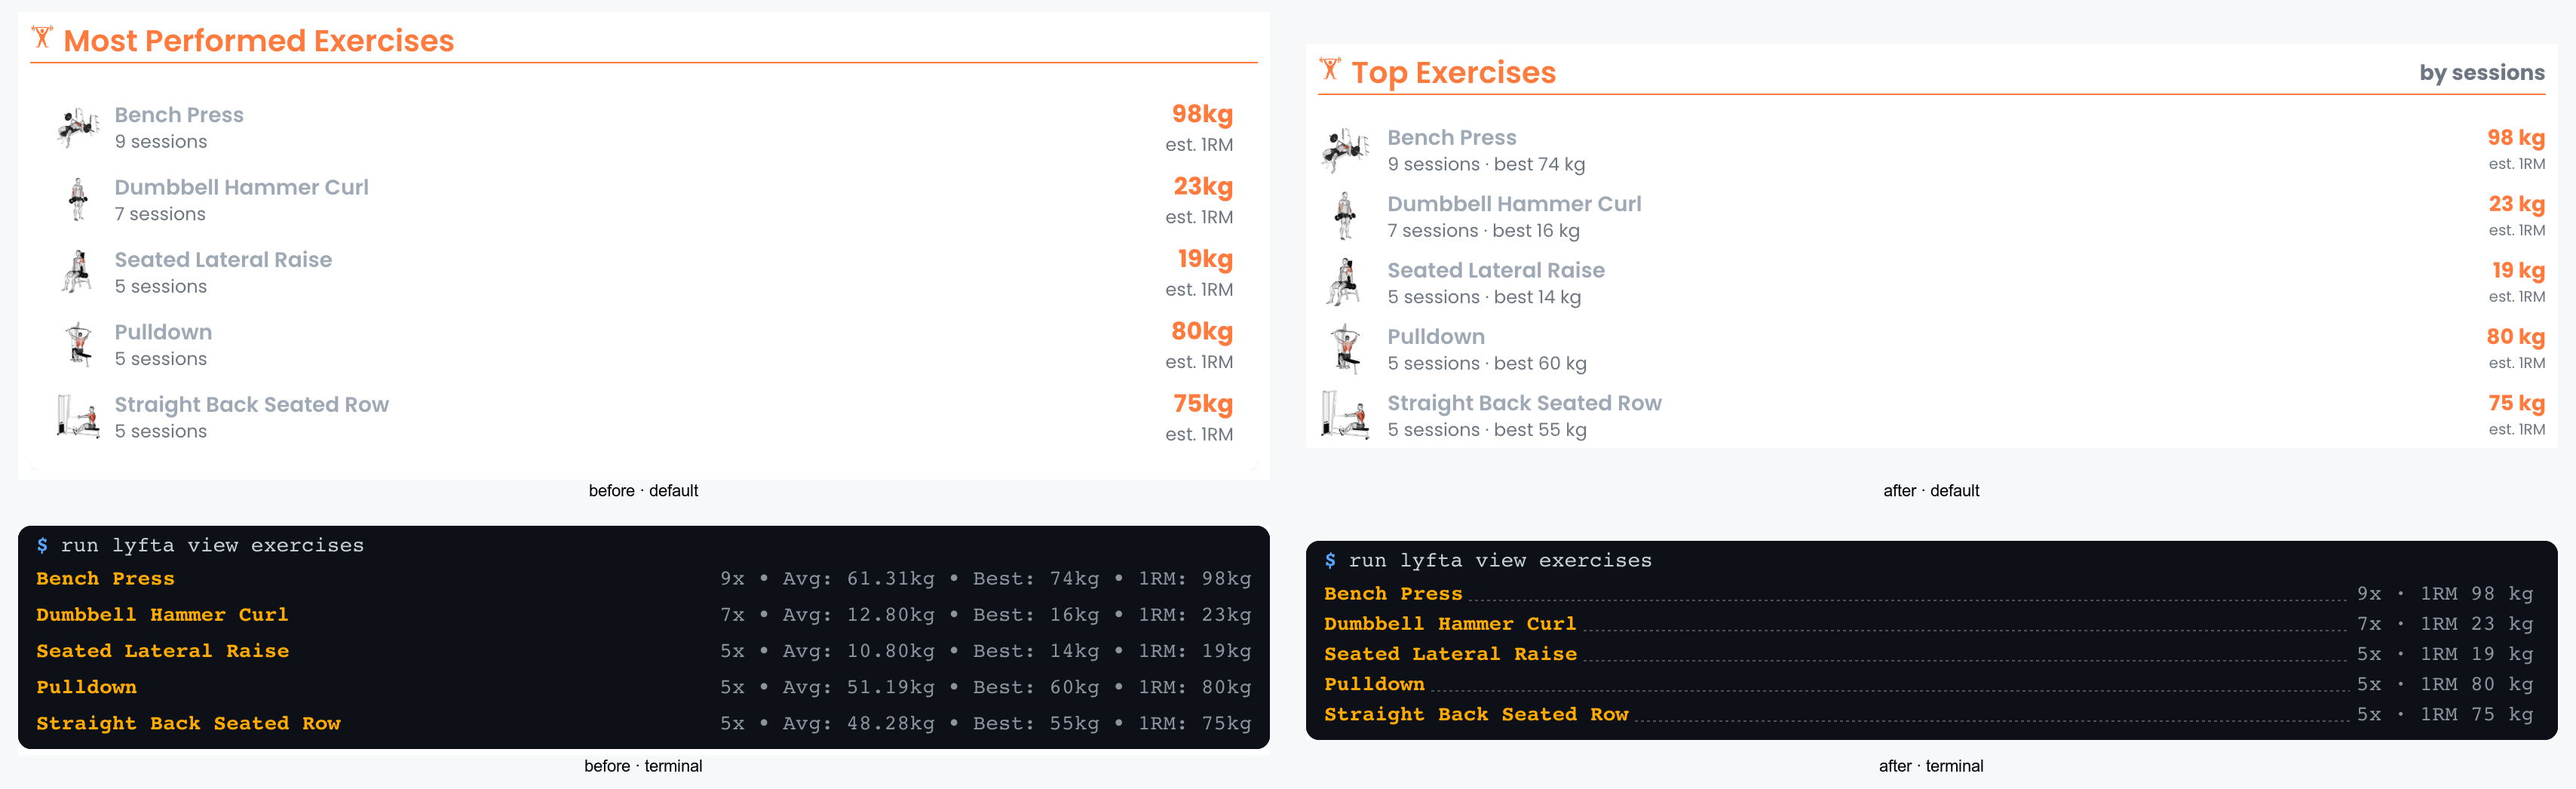 Most Performed Exercises
Bench Press
9 sessions
98kg
est. 1RM
Dumbbell Hammer Curl
7 sessions
23kg
est. 1RM
Seated Lateral Raise
5 sessions
19kg
est. 1RM
Pulldown
5 sessions
80kg
est. 1RM
Straight Back Seated Row
5 sessions
75kg
est. 1RM
before · default
Top Exercises
by sessions
Bench Press
9 sessions · best 74 kg
98 kg
est. 1RM
Dumbbell Hammer Curl
7 sessions · best 16 kg
23 kg
est. 1RM
Seated Lateral Raise
5 sessions · best 14 kg
19 kg
est. 1RM
Pulldown
5 sessions · best 60 kg
80 kg
est. 1RM
Straight Back Seated Row
5 sessions · best 55 kg
75 kg
est. 1RM
after · default
$ run lyfta view exercises
Bench Press 9x • Avg: 61.31kg • Best: 74kg • 1RM: 98kg
Dumbbell Hammer Curl 7x • Avg: 12.80kg • Best: 16kg • 1RM: 23kg
Seated Lateral Raise 5x • Avg: 10.80kg • Best: 14kg • 1RM: 19kg
Pulldown 5x • Avg: 51.19kg • Best: 60kg • 1RM: 80kg
Straight Back Seated Row 5x • Avg: 48.28kg • Best: 55kg • 1RM: 75kg
before · terminal
$ run lyfta view exercises
Bench Press 9x · 1RM 98 kg
Dumbbell Hammer Curl 7x · 1RM 23 kg
Seated Lateral Raise 5x · 1RM 19 kg
Pulldown 5x · 1RM 80 kg
Straight Back Seated Row 5x · 1RM 75 kg
after · terminal